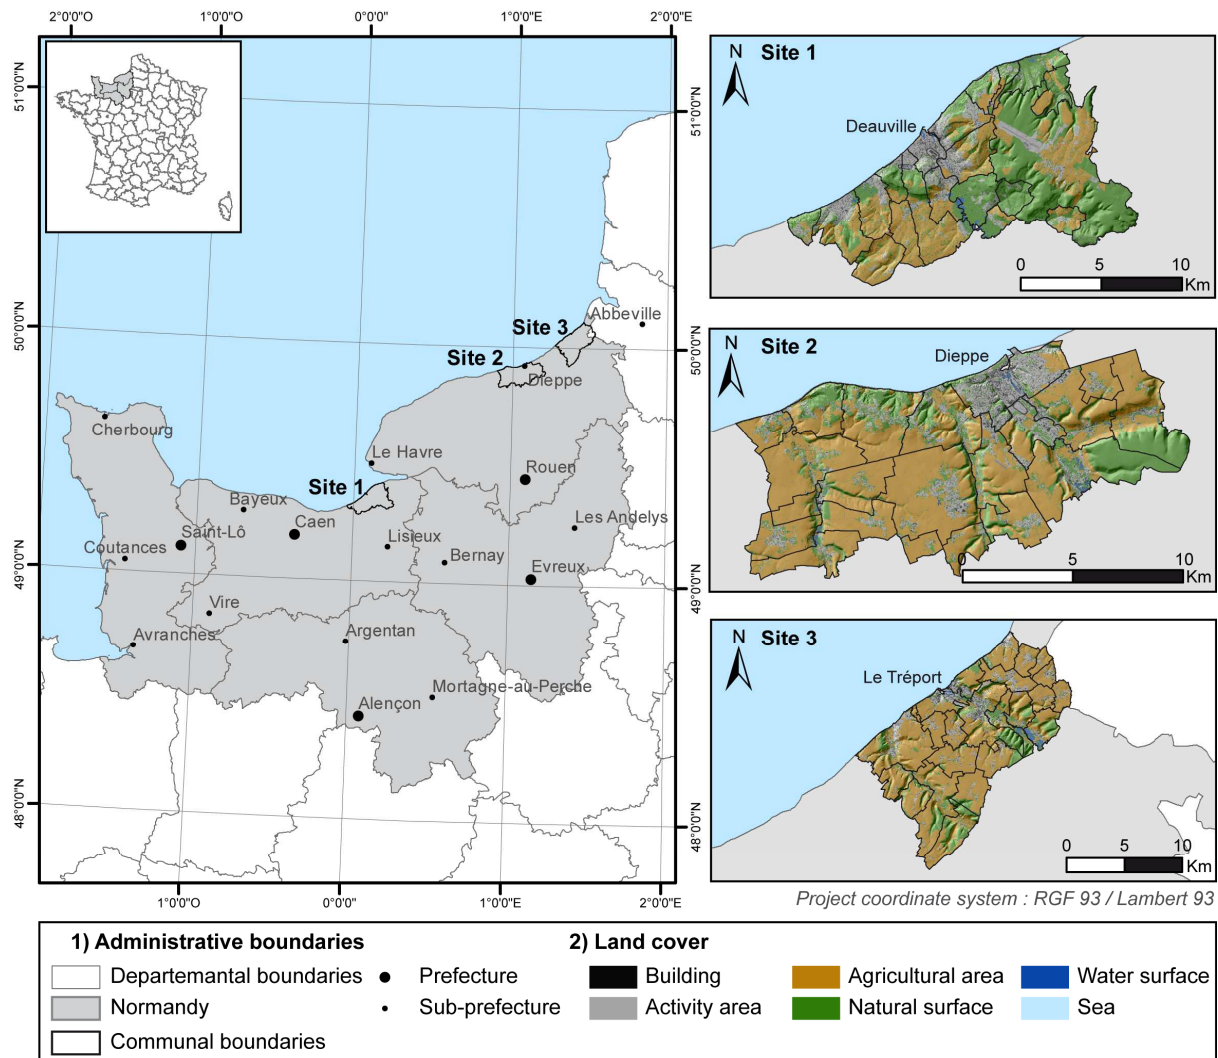 2°0'0"O 1°0'0"O 0°0'0" 1°0'0"E 2°0'0"E
51°0'0"N
50°0'0"N
49°0'0"N
48°0'0"N
51°0'0"N
50°0'0"N
49°0'0"N
48°0'0"N
Abbeville
Site 3
Site 2
Dieppe
Cherbourg
Le Havre
Rouen
Site 1
Bayeux
Caen
Les Andelys
Saint-Lô
Lisieux
Coutances
Bernay
Evreux
Vire
Argentan
Avranches
Mortagne-au-Perche
Alençon
1°0'0"O 0°0'0" 1°0'0"E 2°0'0"E
N Site 1
Deauville
0 5 10
Km
N Site 2
Dieppe
0 5 10
Km
N Site 3
Le Tréport
0 5 10
Km
Project coordinate system : RGF 93 / Lambert 93
1) Administrative boundaries
Departemantal boundaries
Normandy
Communal boundaries
Prefecture
Sub-prefecture
2) Land cover
Building
Activity area
Agricultural area
Natural surface
Water surface
Sea